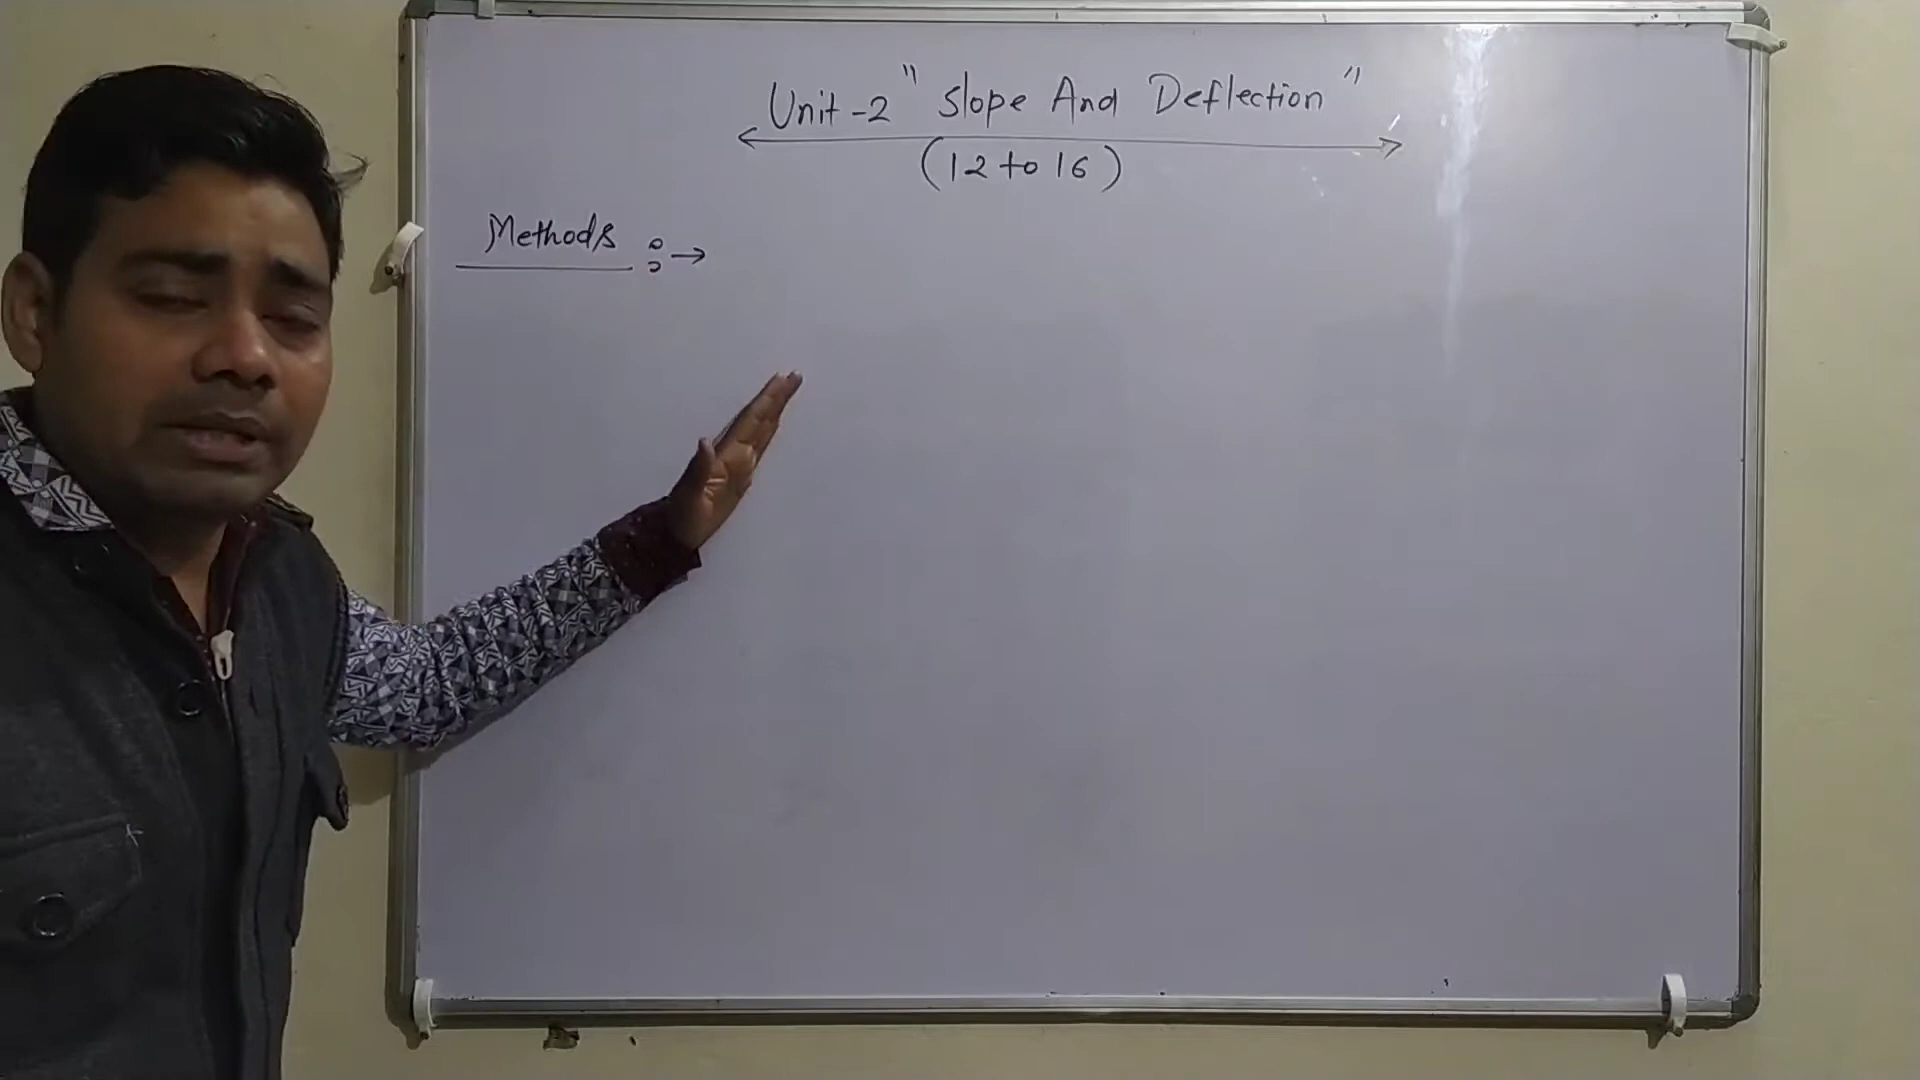 Unit-2 "Slope And Deflection"
(12 to 16)
Methods :→